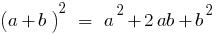 (a+b)² = a²+2ab+b²